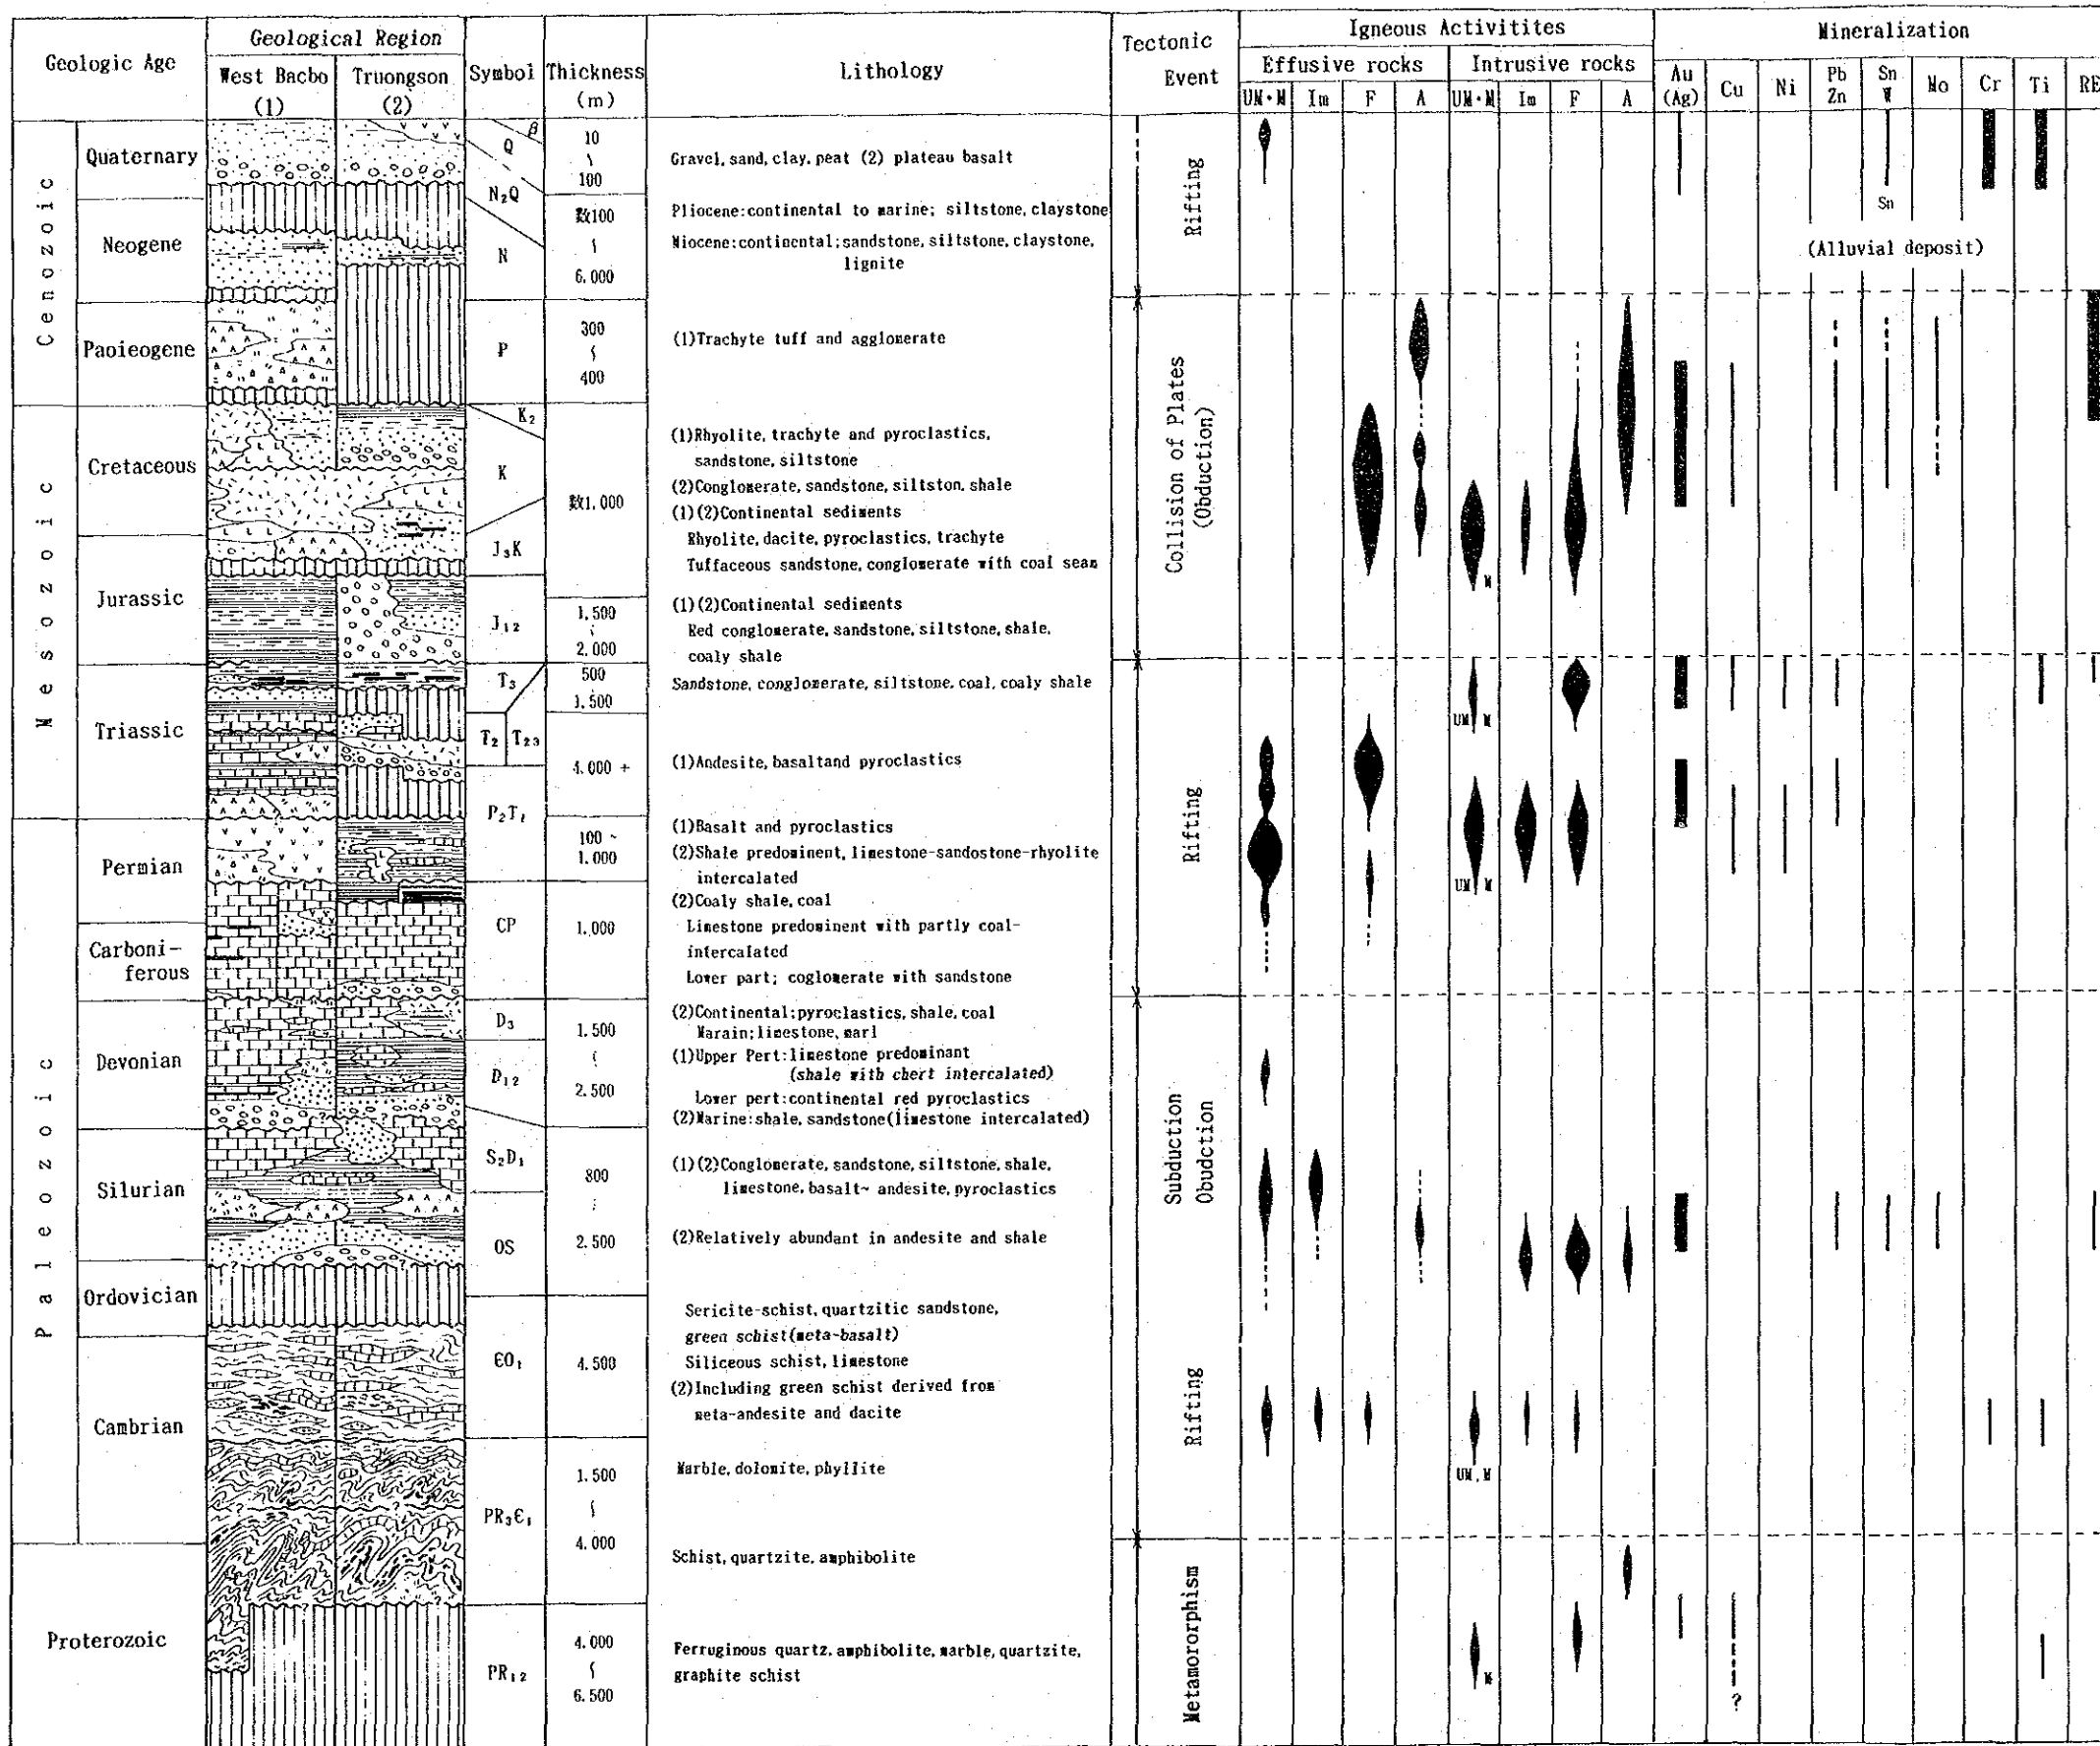 Geologic Age
Geological Region
West Bacbo
(1)
Truongson
(2)
Symbol
Thickness
(m)
Lithology
Tectonic
Event
Igneous Activitites
Effusive rocks
Intrusive rocks
UM・M Im F A UM・M Im F A
Mineralization
Au
(Ag)
Cu
Ni
Pb
Zn
Sn
W
Mo
Cr
Ti
RE
Cenozoic
Quaternary
β
Q
N₂Q
10
~
100
Gravel, sand, clay, peat (2) plateau basalt
Neogene
N
数100
~
6.000
Pliocene:continental to marine; siltstone, claystone
Miocene:continental;sandstone, siltstone, claystone,
lignite
Rifting
Sn
(Alluvial deposit)
Paoieogene
P
300
~
400
(1)Trachyte tuff and agglomerate
Mesozoic
Cretaceous
K₂
K
数1.000
(1)Rhyolite, trachyte and pyroclastics,
sandstone, siltstone
(2)Conglomerate, sandstone, siltston, shale
(1)(2)Continental sediments
Rhyolite, dacite, pyroclastics, trachyte
Tuffaceous sandstone, conglomerate with coal seam
Collision of Plates
(Obduction)
M
Jurassic
J₃K
J₁₂
1.500
~
2.000
(1)(2)Continental sediments
Red conglomerate, sandstone, siltstone, shale,
coaly shale
Triassic
T₃
500
~
1.500
Sandstone, conglomerate, siltstone, coal, coaly shale
UM M
T₂ T₂₃
4.000 +
(1)Andesite, basaltand pyroclastics
P₂T₁
Rifting
Paleozoic
Permian
100 ~
1.000
(1)Basalt and pyroclastics
(2)Shale predominent, limestone-sandostone-rhyolite
intercalated
(2)Coaly shale, coal
UM M
Carboni-
ferous
CP
1.000
Limestone predominent with partly coal-
intercalated
Lower part; coglomerate with sandstone
Devonian
D₃
D₁₂
1.500
~
2.500
(2)Continental:pyroclastics, shale, coal
Marain;limestone, marl
(1)Upper Pert:limestone predominant
(shale with chert intercalated)
Lower pert:continental red pyroclastics
(2)Marine:shale, sandstone(limestone intercalated)
Subduction
Obudction
Silurian
S₂D₁
OS
800
~
2.500
(1)(2)Conglomerate, sandstone, siltstone, shale,
limestone, basalt~ andesite, pyroclastics
(2)Relatively abundant in andesite and shale
Ordovician
Cambrian
ЄO₁
4.500
Sericite-schist, quartzitic sandstone,
green schist(meta-basalt)
Siliceous schist, limestone
(2)Including green schist derived from
meta-andesite and dacite
Rifting
UM, M
PR₃Є₁
1.500
~
4.000
Marble, dolomite, phyllite
Schist, quartzite, amphibolite
Proterozoic
PR₁₂
4.000
~
6.500
Ferruginous quartz, amphibolite, marble, quartzite,
graphite schist
Metamororphism
M
?